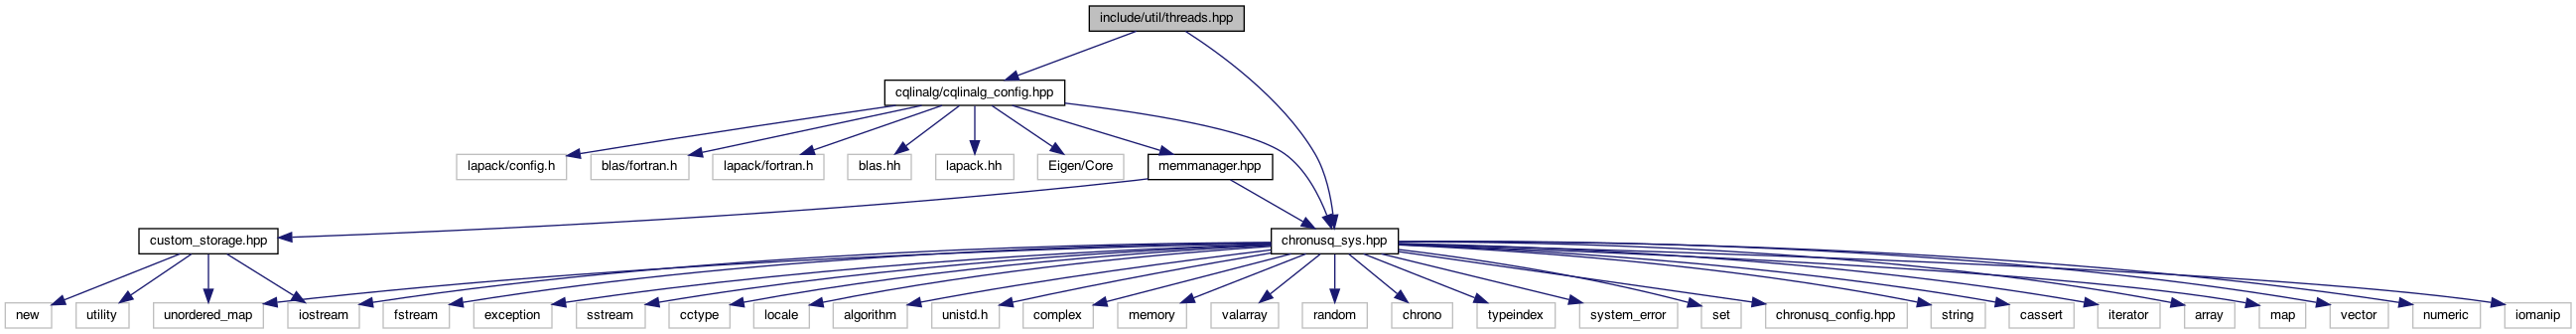 include/util/threads.hpp
cqlinalg/cqlinalg_config.hpp
lapack/config.h
blas/fortran.h
lapack/fortran.h
blas.hh
lapack.hh
Eigen/Core
memmanager.hpp
custom_storage.hpp
chronusq_sys.hpp
new
utility
unordered_map
iostream
fstream
exception
sstream
cctype
locale
algorithm
unistd.h
complex
memory
valarray
random
chrono
typeindex
system_error
set
chronusq_config.hpp
string
cassert
iterator
array
map
vector
numeric
iomanip